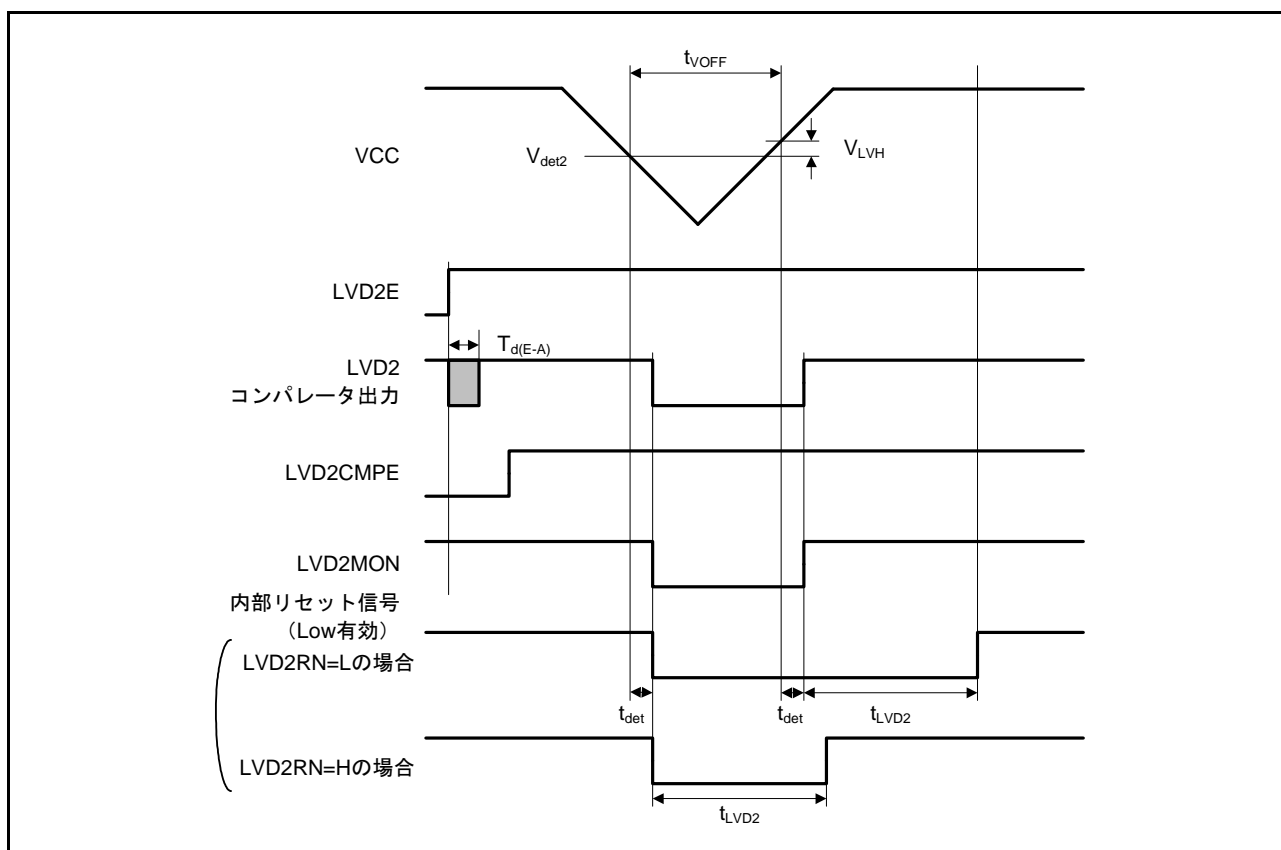 tVOFF
VCC
Vdet2
VLVH
LVD2E
Td(E-A)
LVD2
コンパレータ出力
LVD2CMPE
LVD2MON
内部リセット信号
（Low有効）
LVD2RN=Lの場合
tdet
tdet
tLVD2
LVD2RN=Hの場合
tLVD2